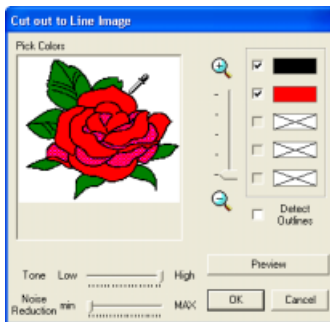 Cut out to Line Image
Pick Colors
Detect
Outlines
Tone Low High
Preview
Noise
Reduction min MAX
OK Cancel